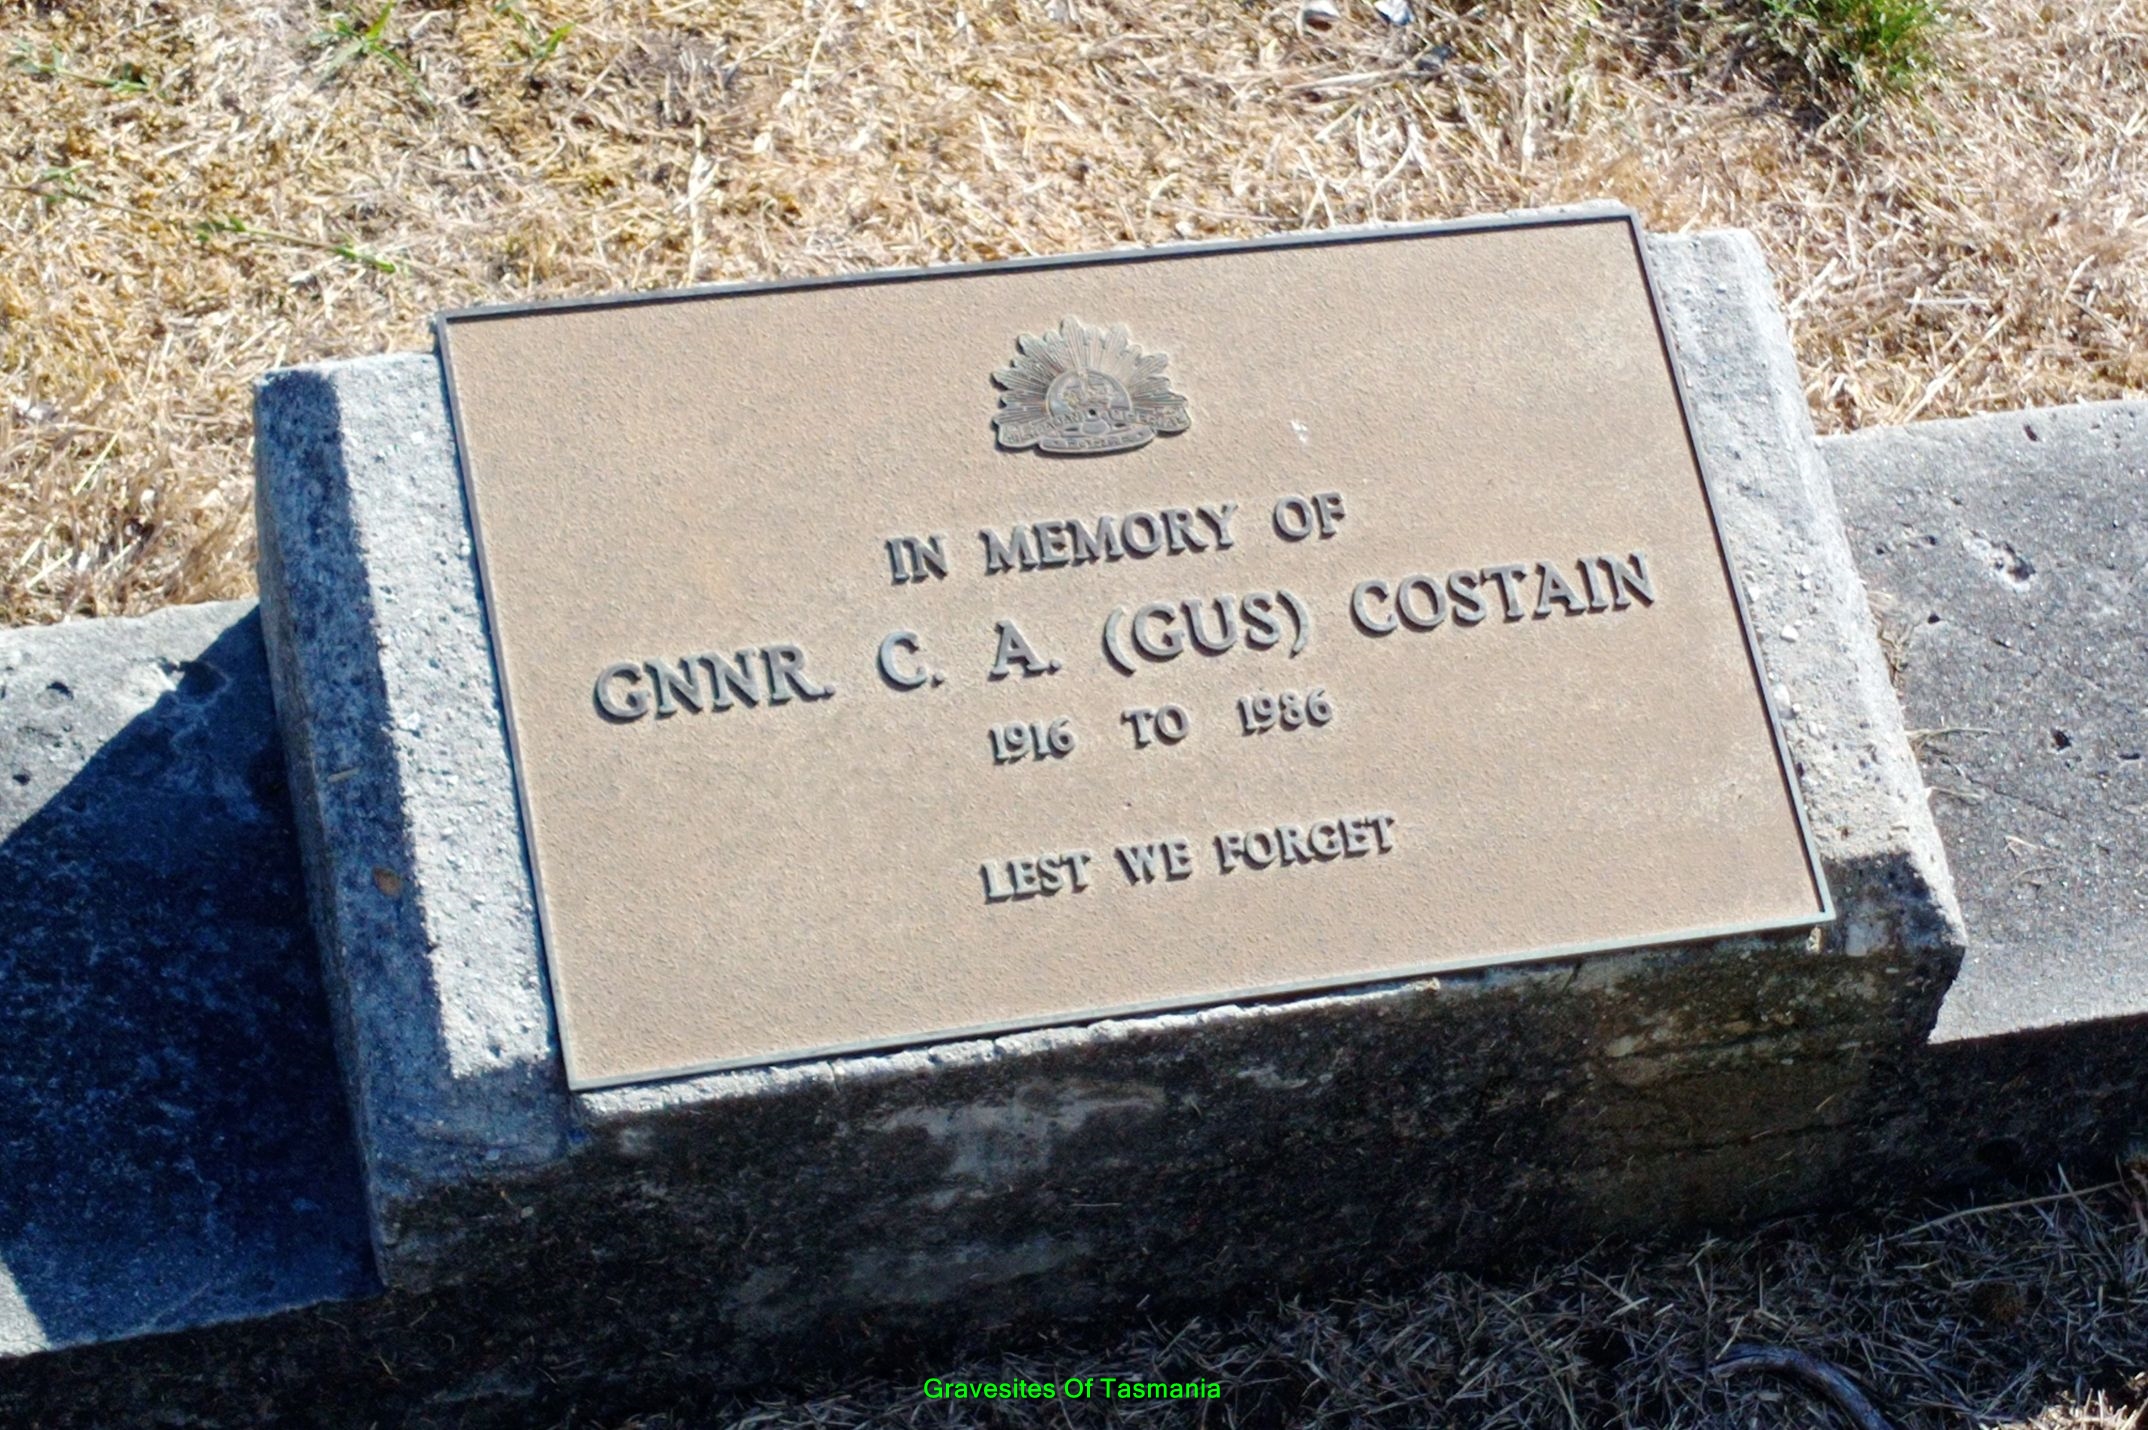 IN MEMORY OF
GNNR. C. A. (GUS) COSTAIN
1916 TO 1986
LEST WE FORGET
Gravesites Of Tasmania